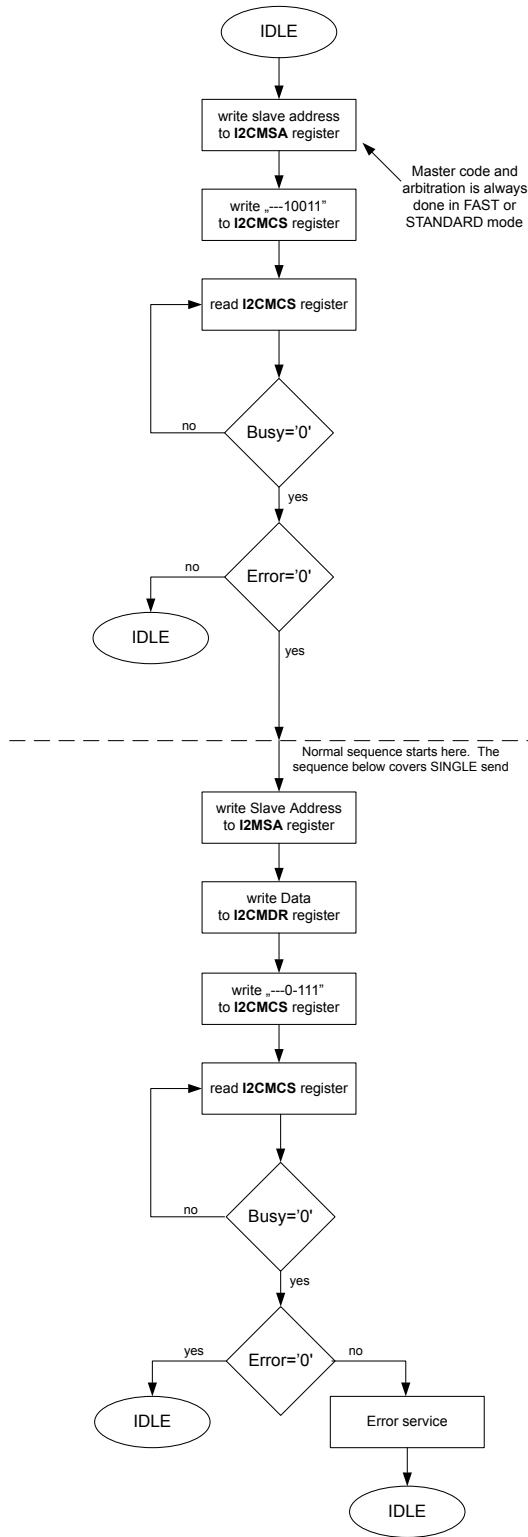 IDLE
write slave address
to I2CMSA register
Master code and
arbitration is always
done in FAST or
STANDARD mode
write „---10011”
to I2CMCS register
read I2CMCS register
Busy=’0'
no
yes
Error=’0'
no
IDLE
yes
Normal sequence starts here. The
sequence below covers SINGLE send
write Slave Address
to I2MSA register
write Data
to I2CMDR register
write „---0-111”
to I2CMCS register
read I2CMCS register
Busy=’0'
no
yes
Error=’0'
yes
no
IDLE
Error service
IDLE